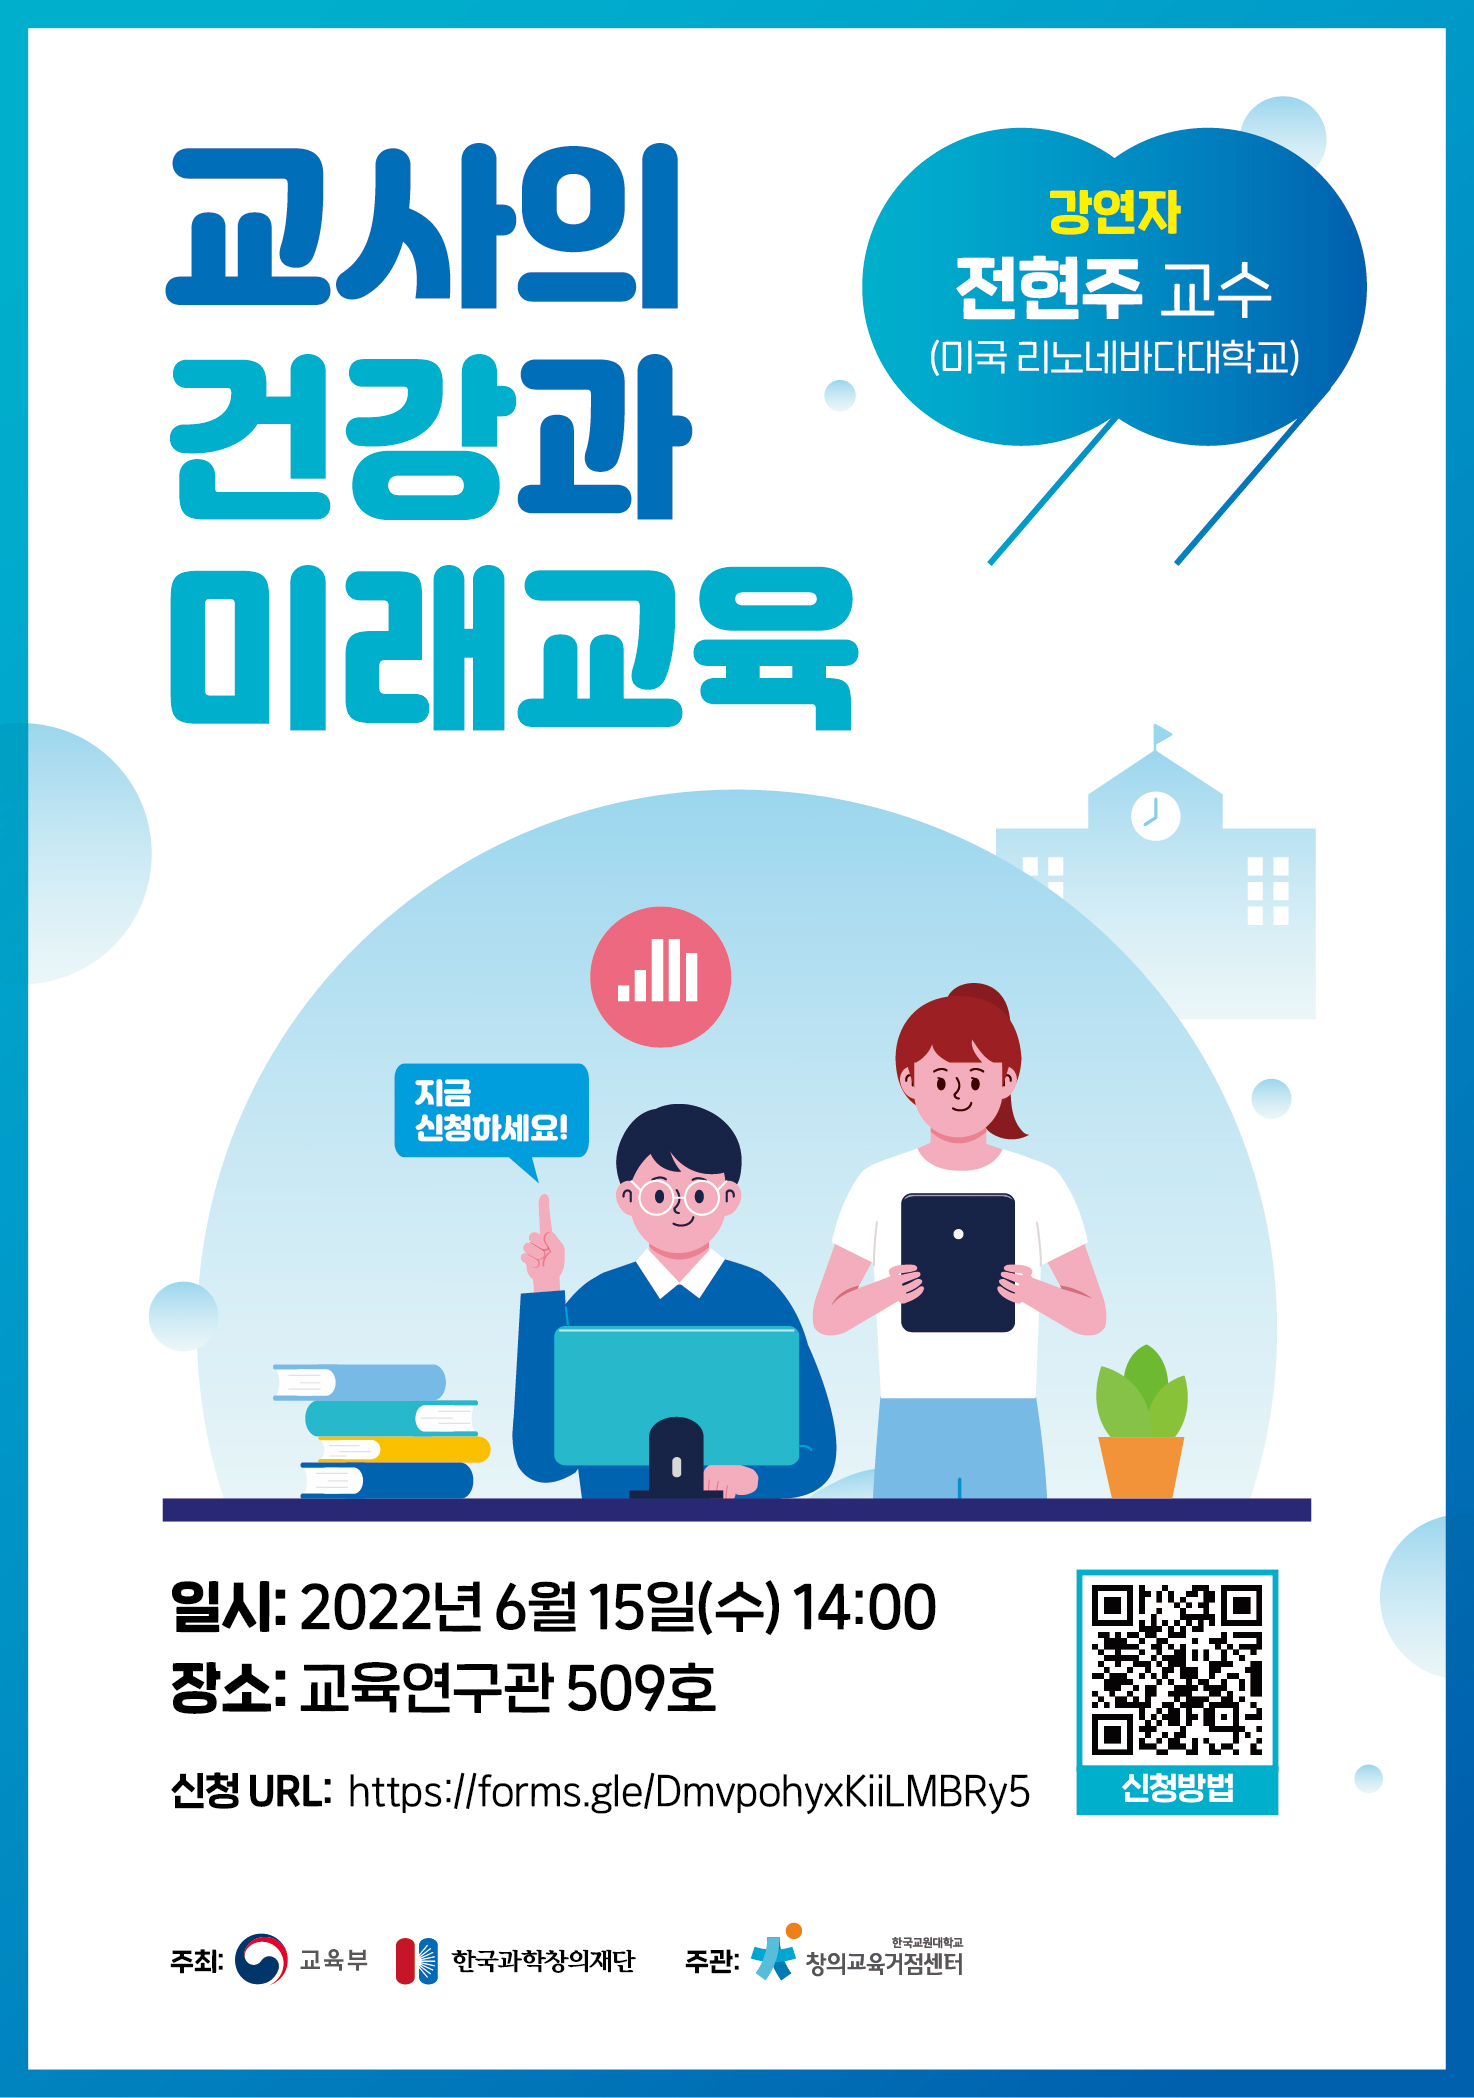 교사의
건강과
미래교육
강연자
전현주 교수
(미국 리노네바다대학교)
지금
신청하세요!
일시: 2022년 6월 15일(수) 14:00
장소: 교육연구관 509호
신청 URL: https://forms.gle/DmvpohyxKiiLMBRy5
신청방법
주최: 교육부 한국과학창의재단 주관: 한국교원대학교
창의교육거점센터